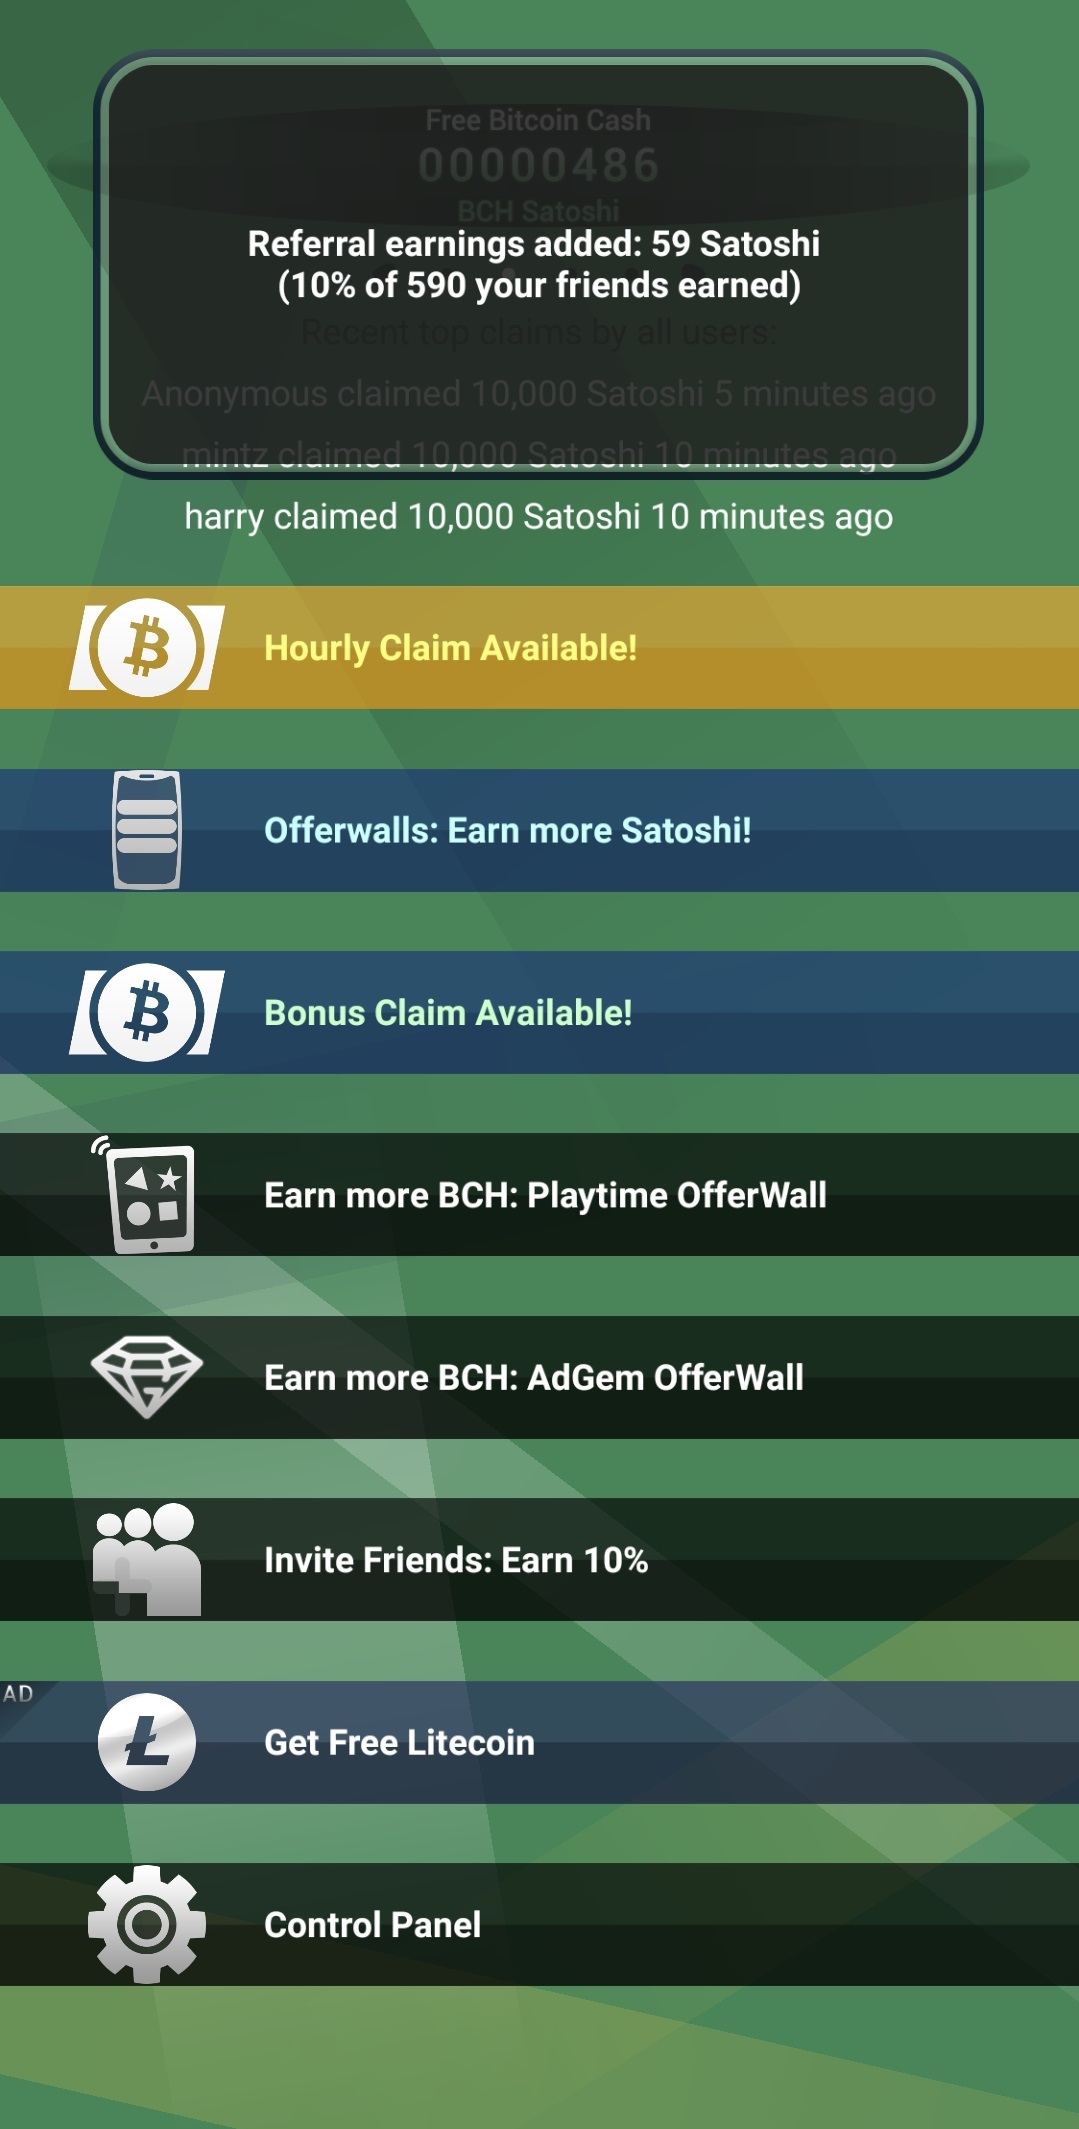 Free Bitcoin Cash
00000486
BCH Satoshi
Referral earnings added: 59 Satoshi
(10% of 590 your friends earned)
Recent top claims by all users:
Anonymous claimed 10,000 Satoshi 5 minutes ago
mintz claimed 10,000 Satoshi 10 minutes ago
harry claimed 10,000 Satoshi 10 minutes ago
Hourly Claim Available!
Offerwalls: Earn more Satoshi!
Bonus Claim Available!
Earn more BCH: Playtime OfferWall
Earn more BCH: AdGem OfferWall
Invite Friends: Earn 10%
AD
Get Free Litecoin
Control Panel